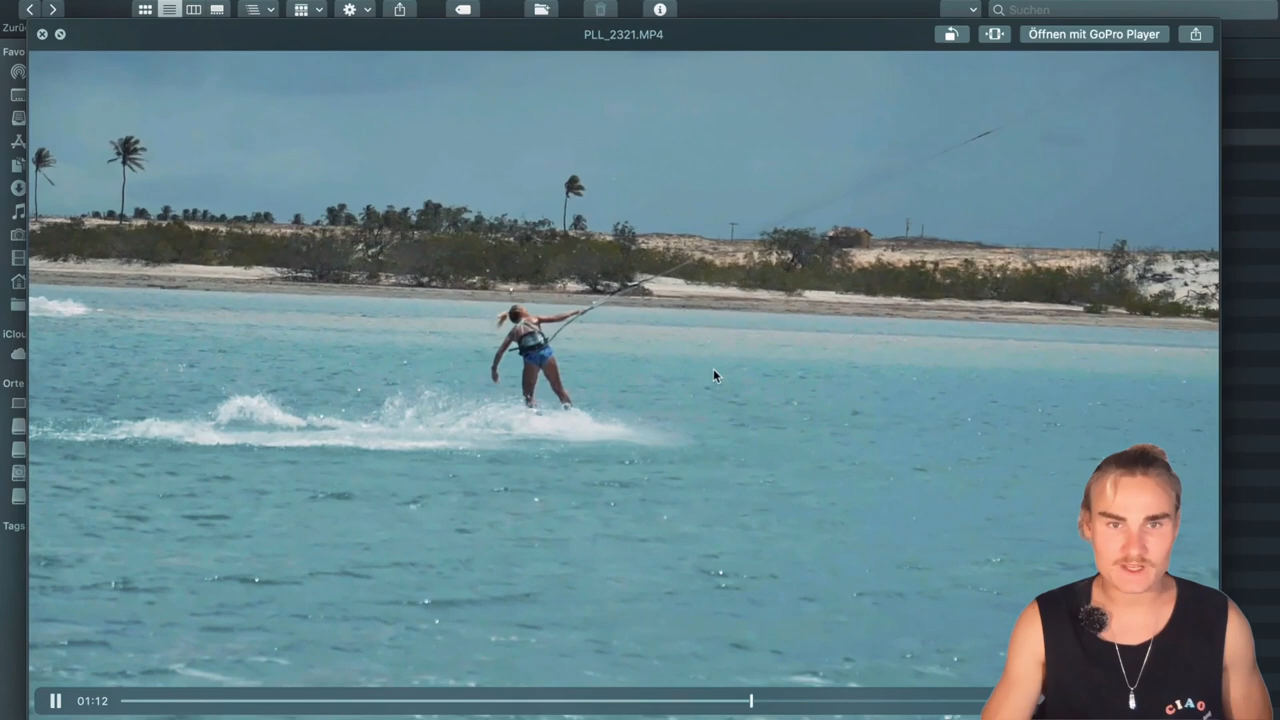 Suchen
Zurü
PLL_2321.MP4
Öffnen mit GoPro Player
Favo
iClou
Orte
Tags
01:12
CIAO